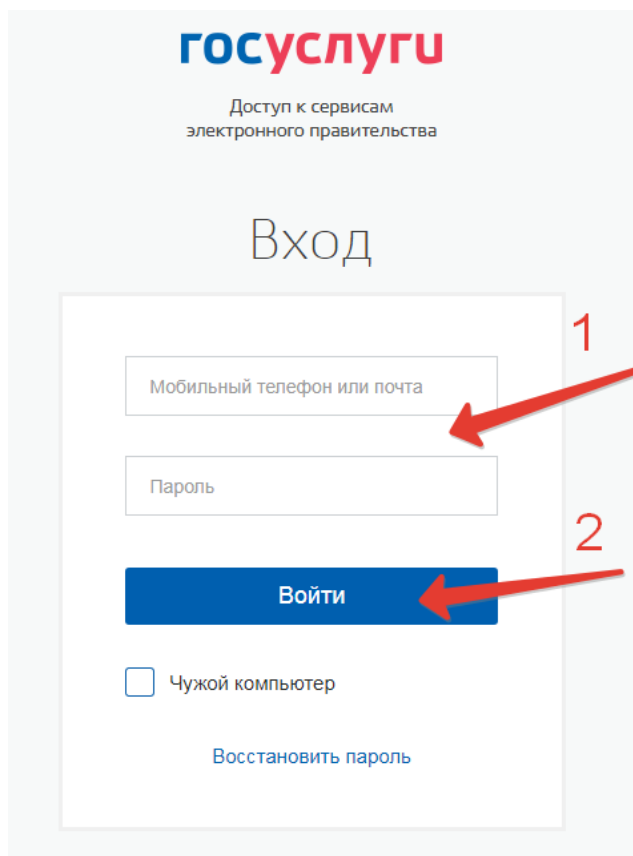 госуслуги
Доступ к сервисам
электронного правительства
Вход
1
Мобильный телефон или почта
Пароль
2
Войти
Чужой компьютер
Восстановить пароль